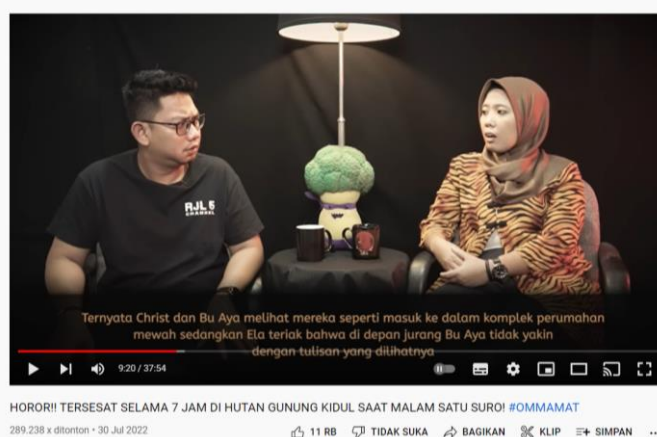 RJL 5
CHANNEL
Ternyata Christ dan Bu Aya melihat mereka seperti masuk ke dalam komplek perumahan
mewah sedangkan Ela teriak bahwa di depan jurang Bu Aya tidak yakin
dengan tulisan yang dilihatnya
9:20 / 37:54
HOROR!! TERSESAT SELAMA 7 JAM DI HUTAN GUNUNG KIDUL SAAT MALAM SATU SURO! #OMMAMAT
289.238 x ditonton • 30 Jul 2022 11 RB TIDAK SUKA BAGIKAN KLIP SIMPAN ...